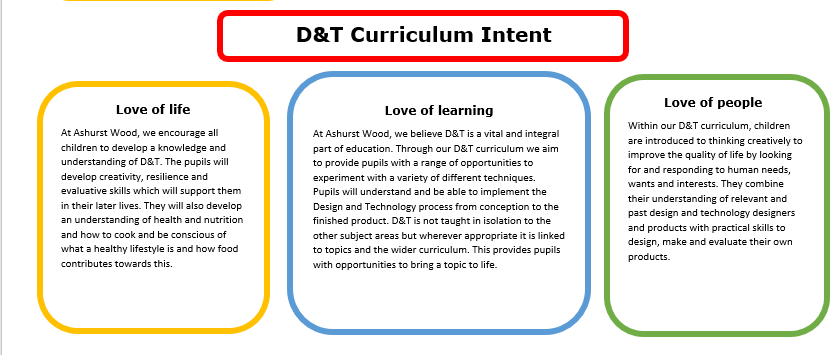 D&T Curriculum Intent
Love of life
At Ashurst Wood, we encourage all
children to develop a knowledge and
understanding of D&T. The pupils will
develop creativity, resilience and
evaluative skills which will support them
in their later lives. They will also develop
an understanding of health and nutrition
and how to cook and be conscious of
what a healthy lifestyle is and how food
contributes towards this.
Love of learning
At Ashurst Wood, we believe D&T is a vital and integral
part of education. Through our D&T curriculum we aim
to provide pupils with a range of opportunities to
experiment with a variety of different techniques.
Pupils will understand and be able to implement the
Design and Technology process from conception to the
finished product. D&T is not taught in isolation to the
other subject areas but wherever appropriate it is linked
to topics and the wider curriculum. This provides pupils
with opportunities to bring a topic to life.
Love of people
Within our D&T curriculum, children
are introduced to thinking creatively to
improve the quality of life by looking
for and responding to human needs,
wants and interests. They combine
their understanding of relevant and
past design and technology designers
and products with practical skills to
design, make and evaluate their own
products.